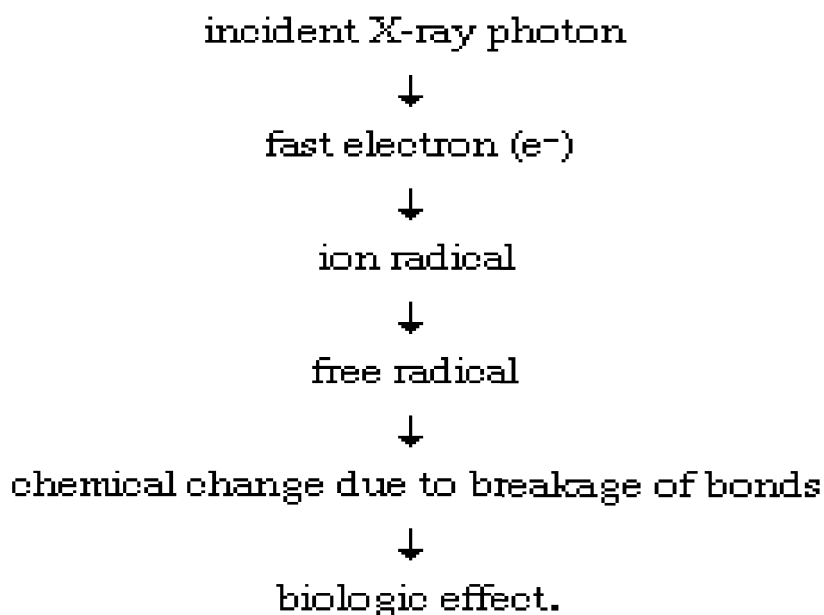 incident X-ray photon
↓
fast electron (e⁻)
↓
ion radical
↓
free radical
↓
chemical change due to breakage of bonds
↓
biologic effect.